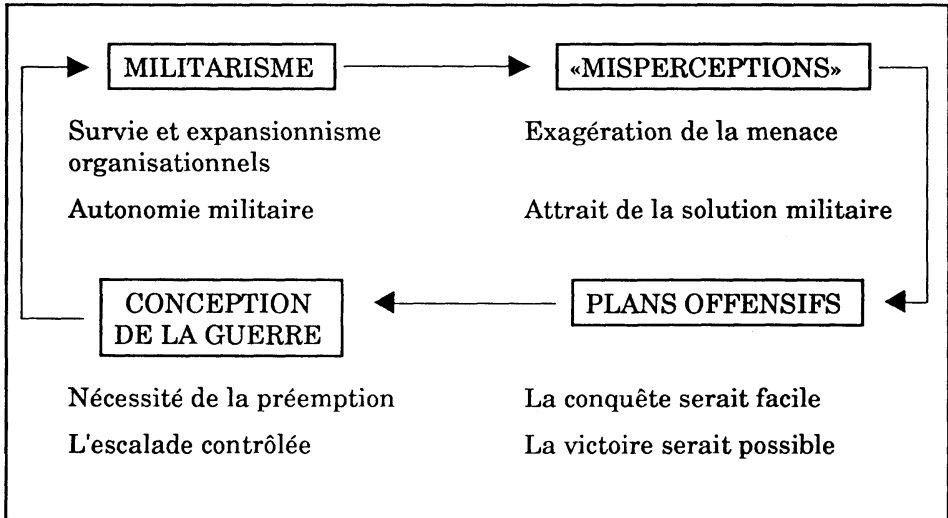 MILITARISME
«MISPERCEPTIONS»
Survie et expansionnisme
organisationnels
Autonomie militaire
Exagération de la menace
Attrait de la solution militaire
CONCEPTION
DE LA GUERRE
PLANS OFFENSIFS
Nécessité de la préemption
L'escalade contrôlée
La conquête serait facile
La victoire serait possible